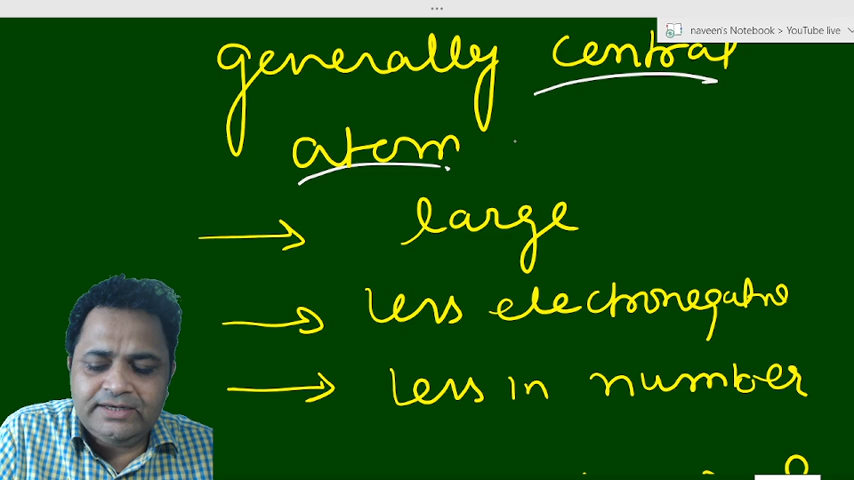 naveen's Notebook > YouTube live
generally central
atom
→ large
→ less electronegative
→ less in number